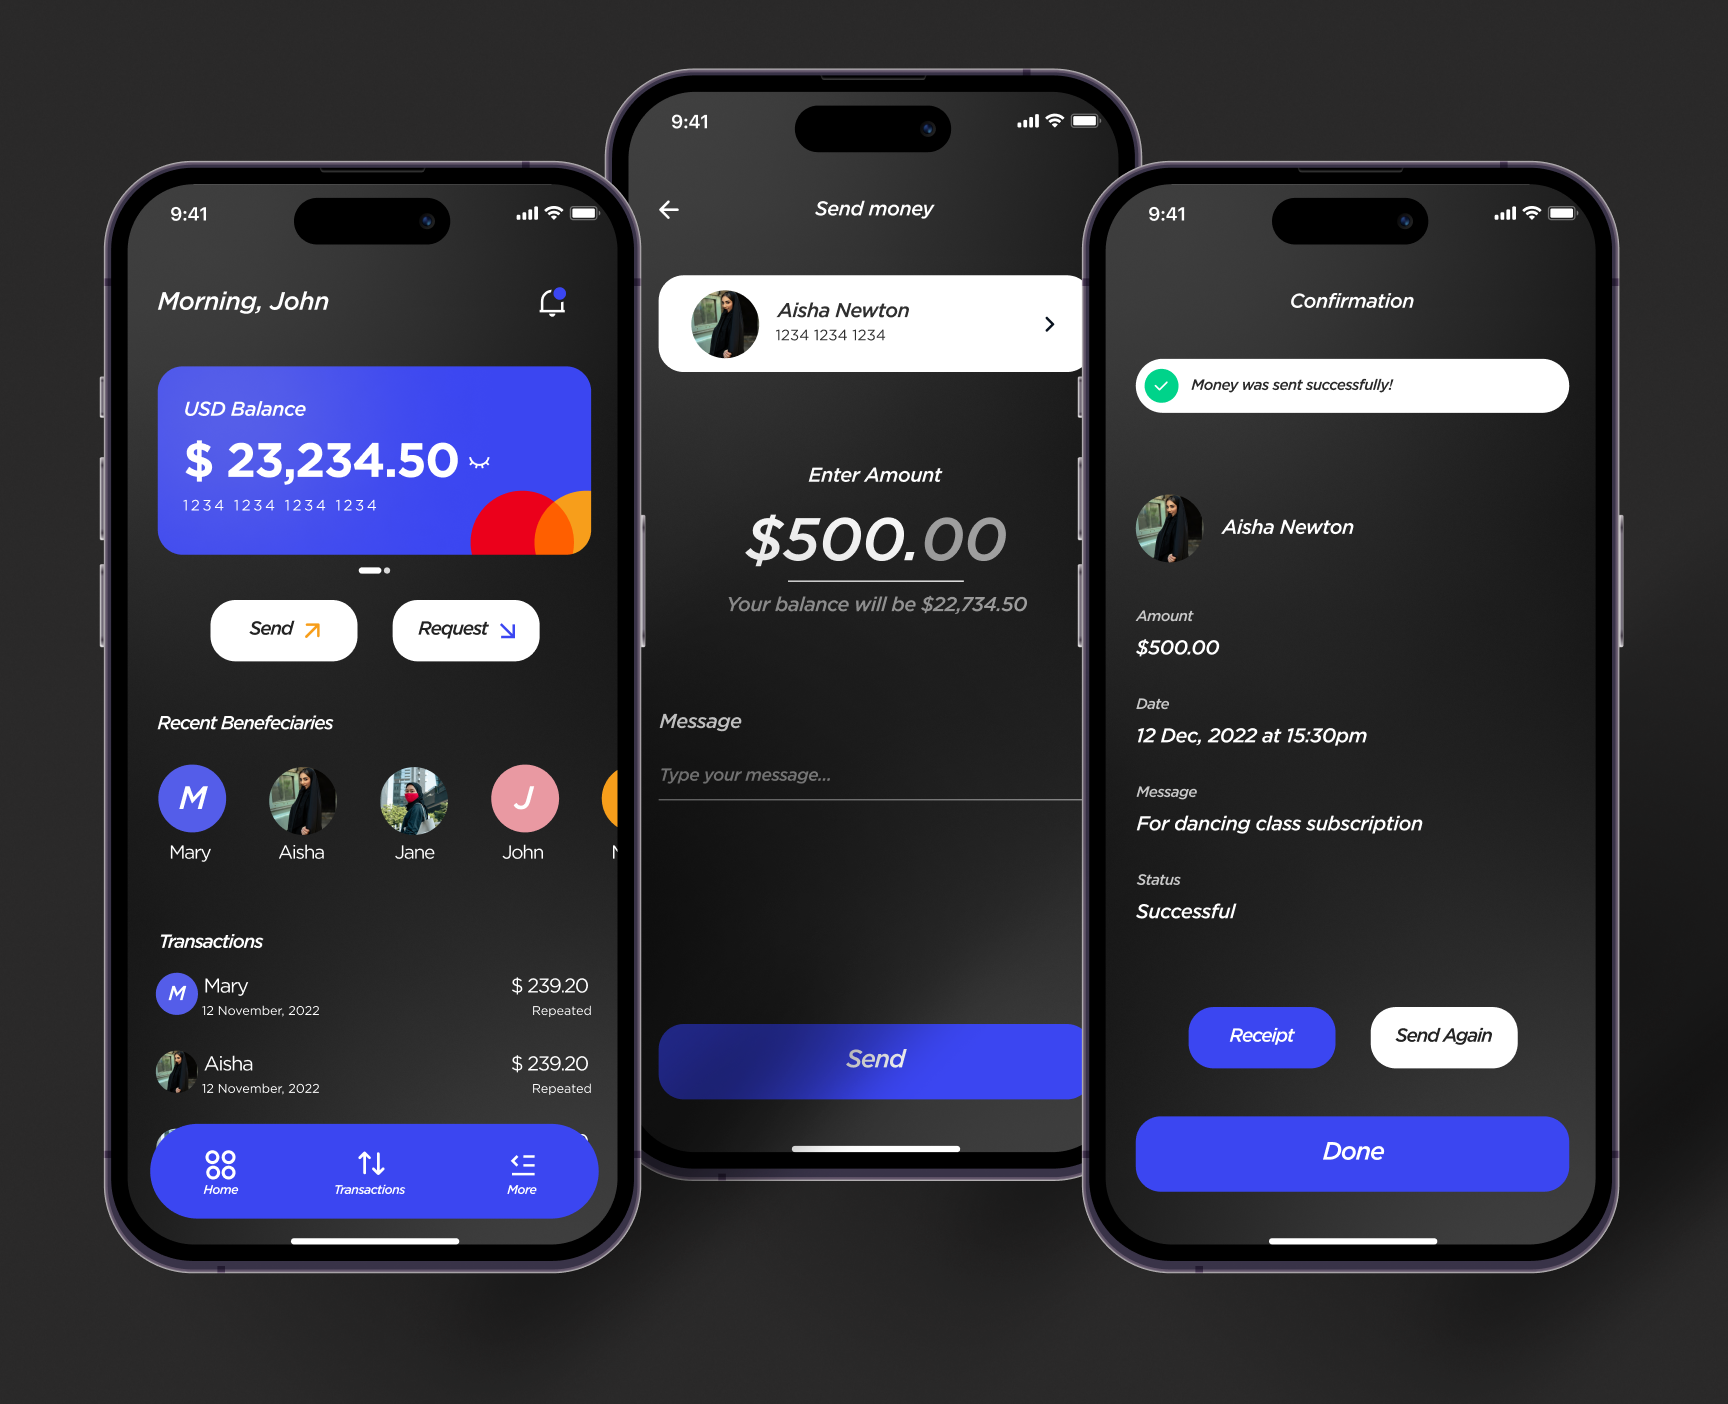 9:41
Morning, John
USD Balance
$ 23,234.50
1234 1234 1234 1234
Send
Request
Recent Benefeciaries
M
J
Mary
Aisha
Jane
John
Transactions
M
Mary
$ 239.20
12 November, 2022
Repeated
Aisha
$ 239.20
12 November, 2022
Repeated
Home
Transactions
More
9:41
Send money
Aisha Newton
1234 1234 1234
Enter Amount
$500.00
Your balance will be $22,734.50
Message
Type your message...
Send
9:41
Confirmation
Money was sent successfully!
Aisha Newton
Amount
$500.00
Date
12 Dec, 2022 at 15:30pm
Message
For dancing class subscription
Status
Successful
Receipt
Send Again
Done